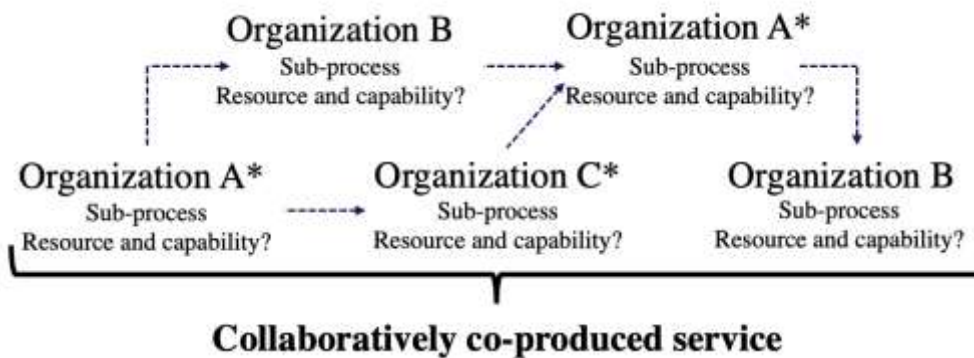 Organization B
Sub-process
Resource and capability?
Organization A*
Sub-process
Resource and capability?
Organization A*
Sub-process
Resource and capability?
Organization C*
Sub-process
Resource and capability?
Organization B
Sub-process
Resource and capability?
Collaboratively co-produced service